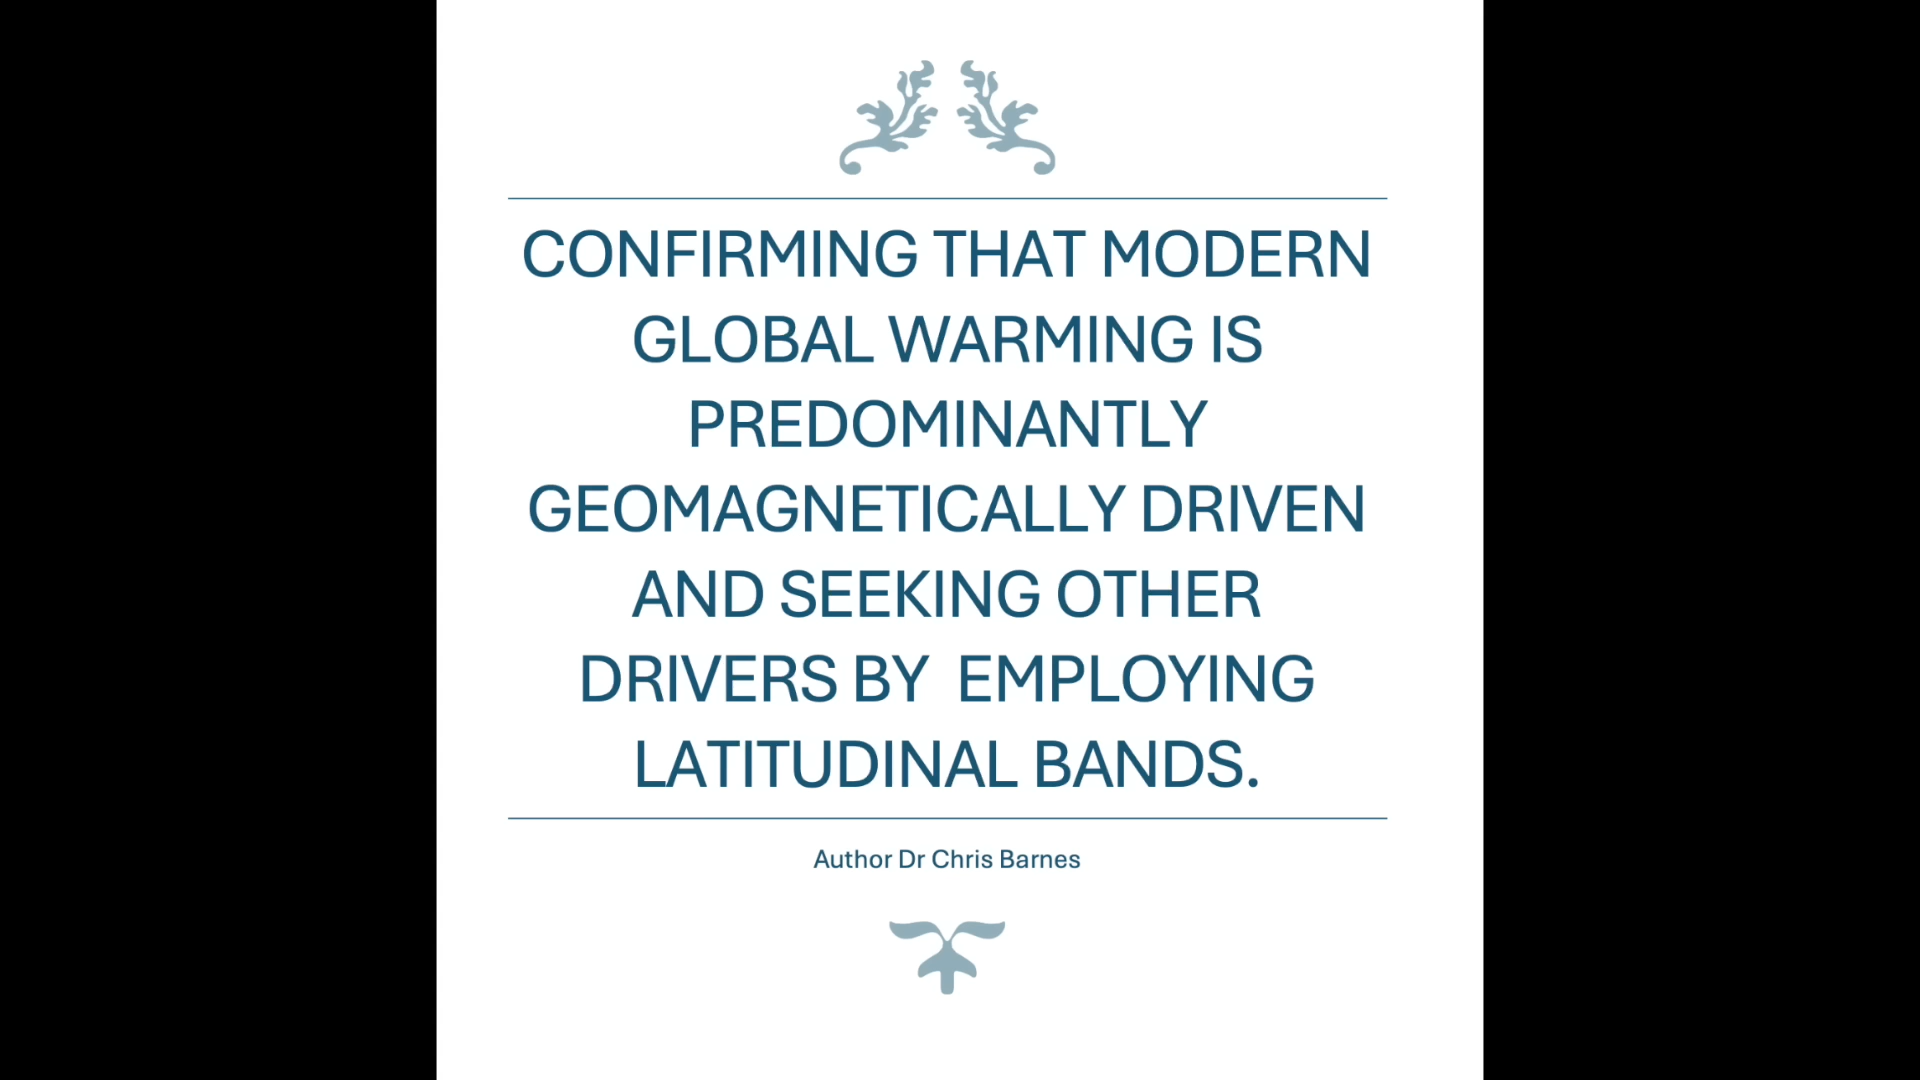 CONFIRMING THAT MODERN
GLOBAL WARMING IS
PREDOMINANTLY
GEOMAGNETICALLY DRIVEN
AND SEEKING OTHER
DRIVERS BY  EMPLOYING
LATITUDINAL BANDS.
Author Dr Chris Barnes